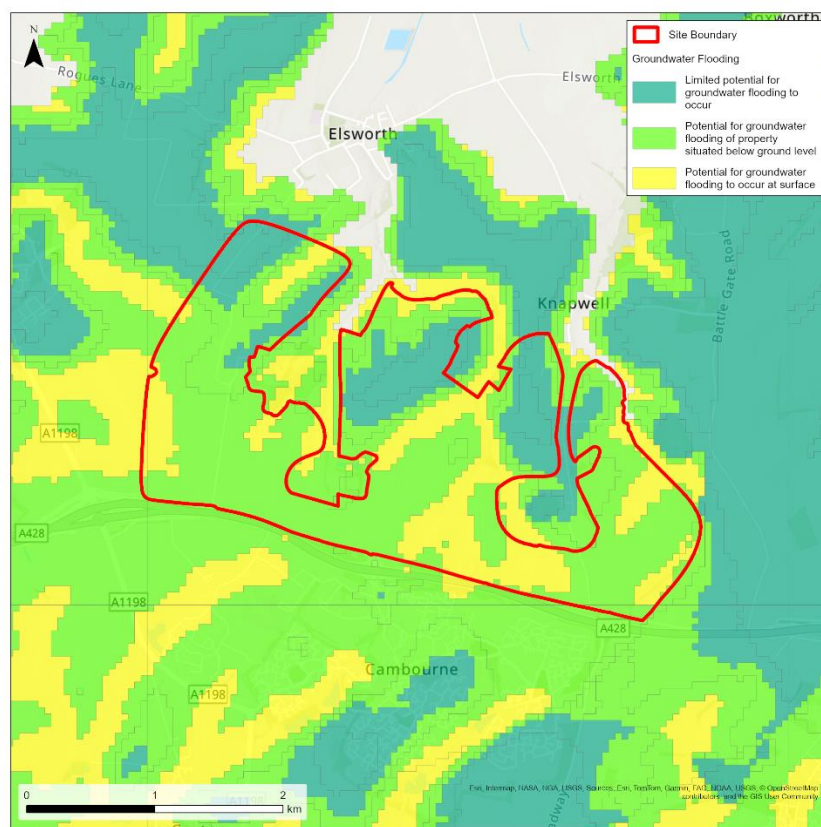 Boxworth
N
Site Boundary
Groundwater Flooding
Limited potential for
groundwater flooding to
occur
Potential for groundwater
flooding of property
situated below ground level
Potential for groundwater
flooding to occur at surface
Rogues Lane
Elsworth
Elsworth
Knapwell
Battle Gate Road
A1198
A428
A1198
A428
Cambourne
A1198
0 1 2
km
A1198
Esri, Intermap, NASA, NGA, USGS, Sources: Esri, TomTom, Garmin, FAO, NOAA, USGS, © OpenStreetMap
contributors, and the GIS User Community